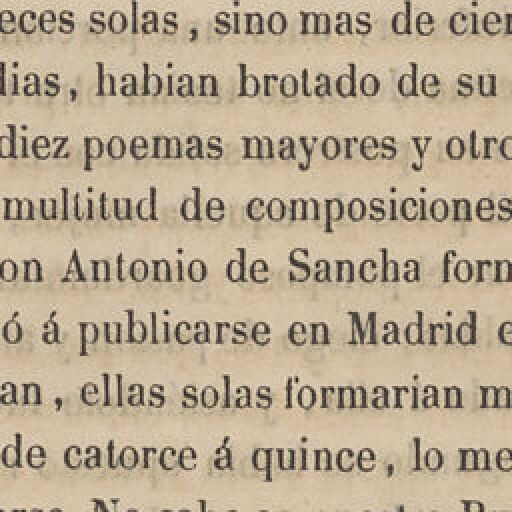 eces solas, sino mas de cien
dias, habian brotado de su
diez poemas mayores y otro
multitud de composiciones
on Antonio de Sancha form
ó á publicarse en Madrid e
an, ellas solas formarian m
de catorce á quince, lo me